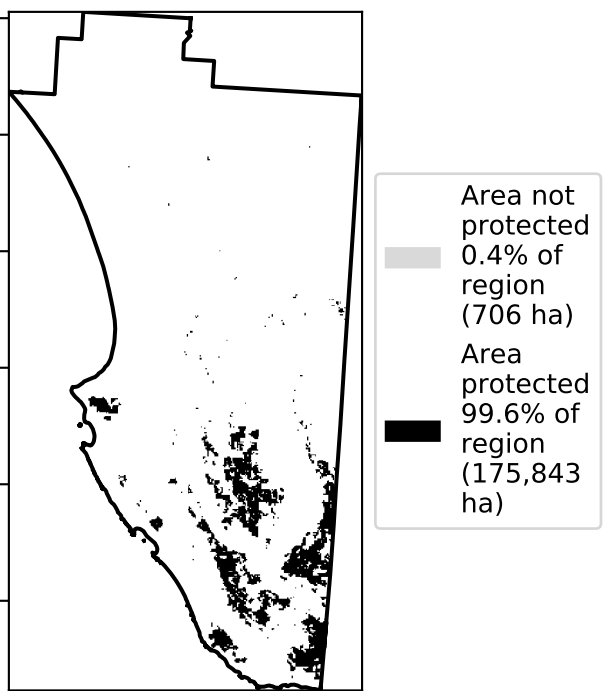 Area not
protected
0.4% of
region
(706 ha)
Area
protected
99.6% of
region
(175,843
ha)